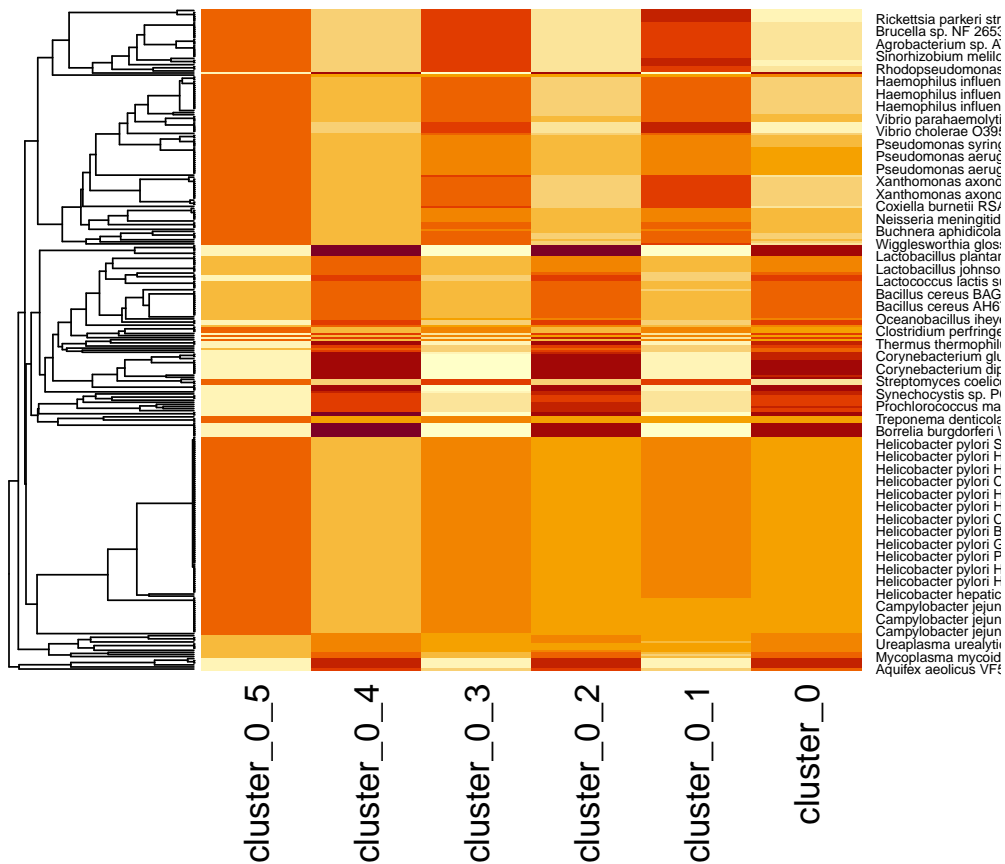 Rickettsia parkeri str
Brucella sp. NF 2653
Agrobacterium sp. AT
Sinorhizobium melilo
Rhodopseudomonas
Haemophilus influen
Haemophilus influen
Haemophilus influen
Vibrio parahaemolyti
Vibrio cholerae O395
Pseudomonas syring
Pseudomonas aerug
Pseudomonas aerug
Xanthomonas axono
Xanthomonas axono
Coxiella burnetii RSA
Neisseria meningitid
Buchnera aphidicola
Wigglesworthia gloss
Lactobacillus plantar
Lactobacillus johnso
Lactococcus lactis su
Bacillus cereus BAG
Bacillus cereus AH67
Oceanobacillus iheye
Clostridium perfringe
Thermus thermophilu
Corynebacterium glu
Corynebacterium dip
Streptomyces coelico
Synechocystis sp. PC
Prochlorococcus ma
Treponema denticola
Borrelia burgdorferi W
Helicobacter pylori S
Helicobacter pylori H
Helicobacter pylori H
Helicobacter pylori C
Helicobacter pylori H
Helicobacter pylori H
Helicobacter pylori C
Helicobacter pylori B
Helicobacter pylori G
Helicobacter pylori P
Helicobacter pylori H
Helicobacter pylori H
Helicobacter hepatic
Campylobacter jejun
Campylobacter jejun
Campylobacter jejun
Ureaplasma urealytic
Mycoplasma mycoid
Aquifex aeolicus VF5
cluster_0_5
cluster_0_4
cluster_0_3
cluster_0_2
cluster_0_1
cluster_0